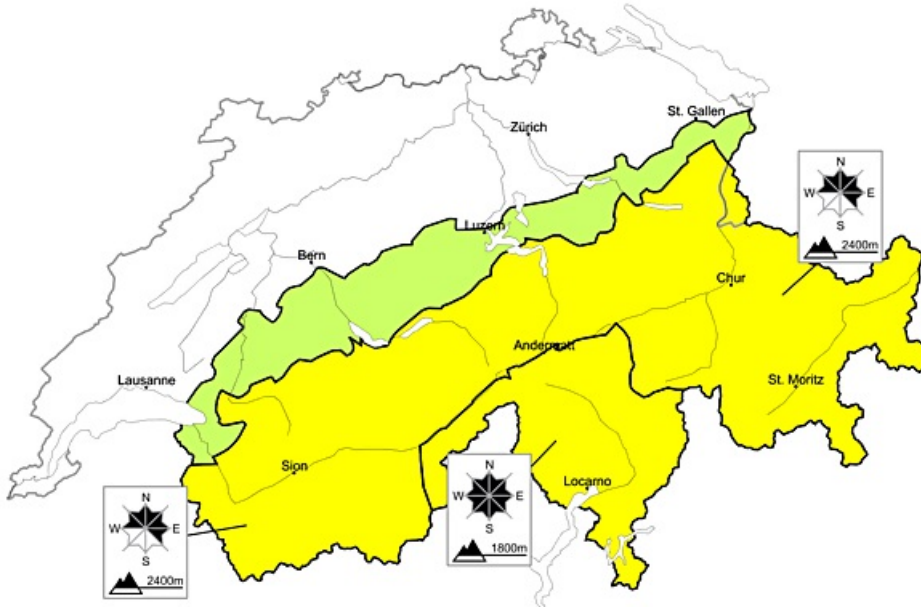 St. Gallen
Zürich
N
W E
S
2400m
Luzern
Bern
Chur
Andermatt
Lausanne
St. Moritz
Sion
N
W E
S
1800m
Locarno
N
W E
S
2400m